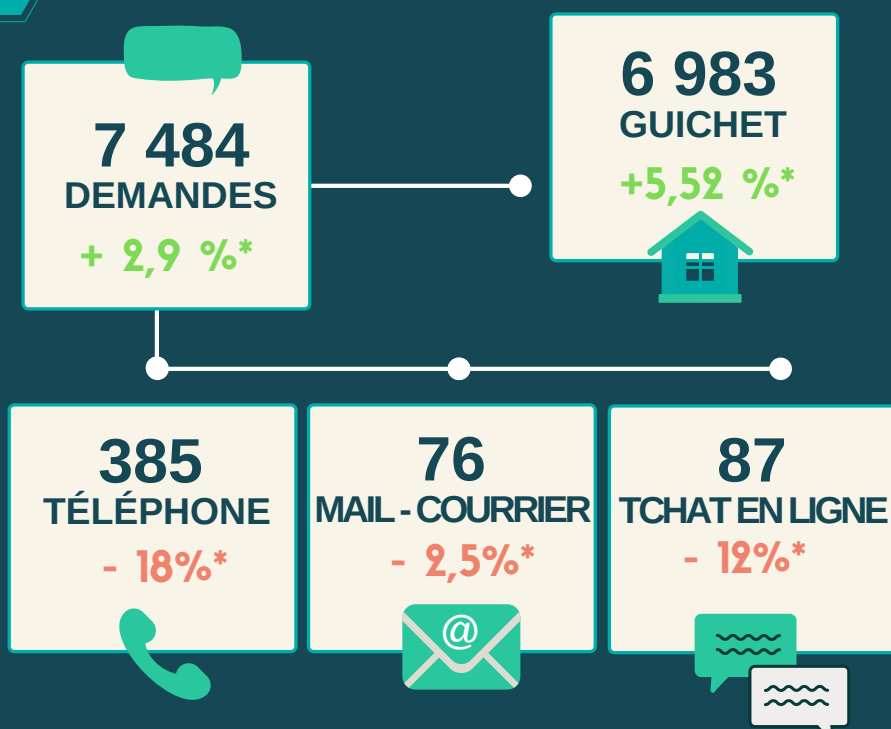 7 484
DEMANDES
+ 2,9 %*
6 983
GUICHET
+5,52 %*
385
TÉLÉPHONE
- 18%*
76
MAIL - COURRIER
- 2,5%*
@
87
TCHAT EN LIGNE
- 12%*